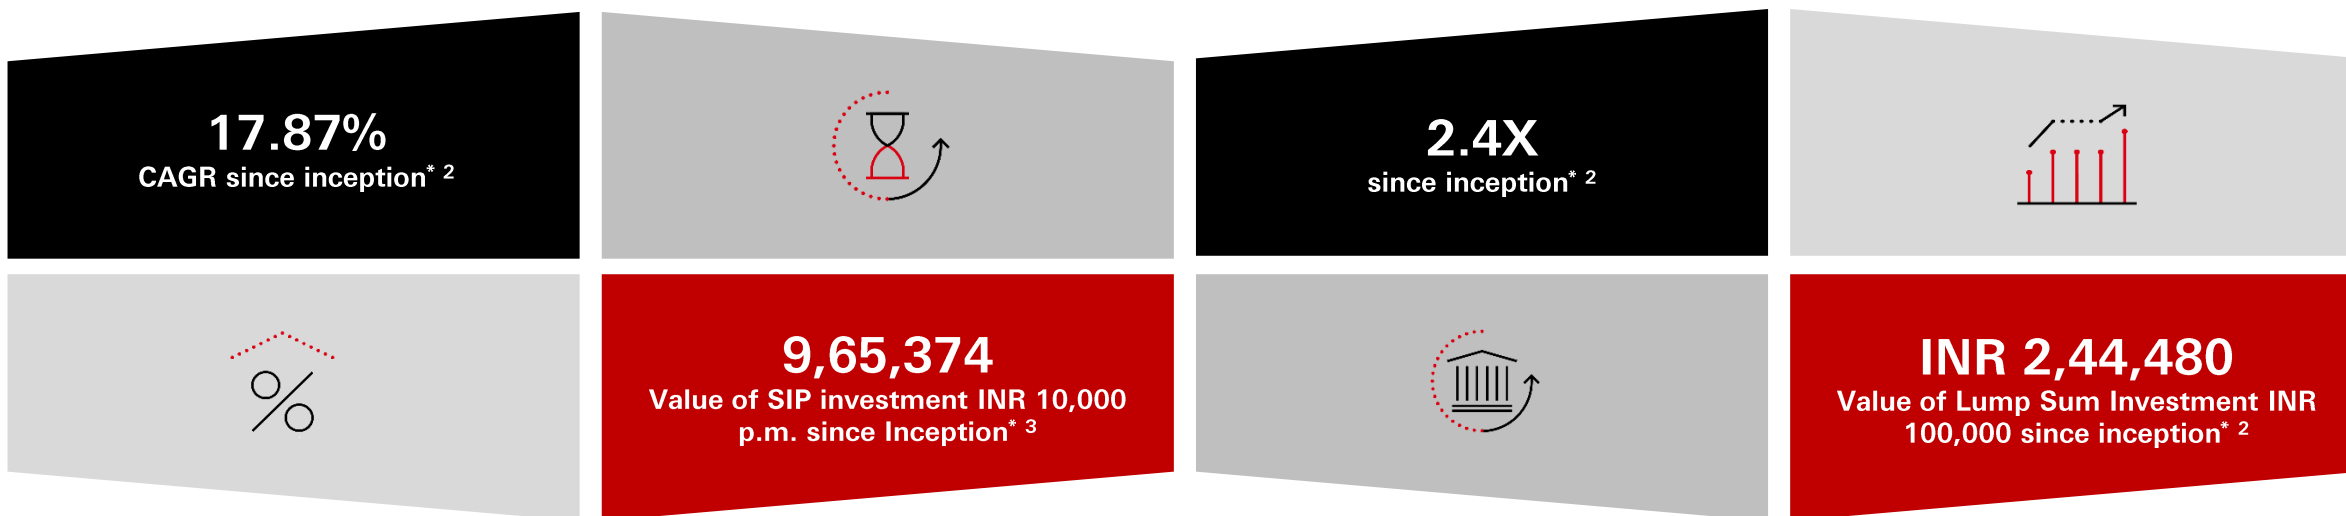 17.87%
CAGR since inception* 2
2.4X
since inception* 2
9,65,374
Value of SIP investment INR 10,000
p.m. since Inception* 3
INR 2,44,480
Value of Lump Sum Investment INR
100,000 since inception* 2